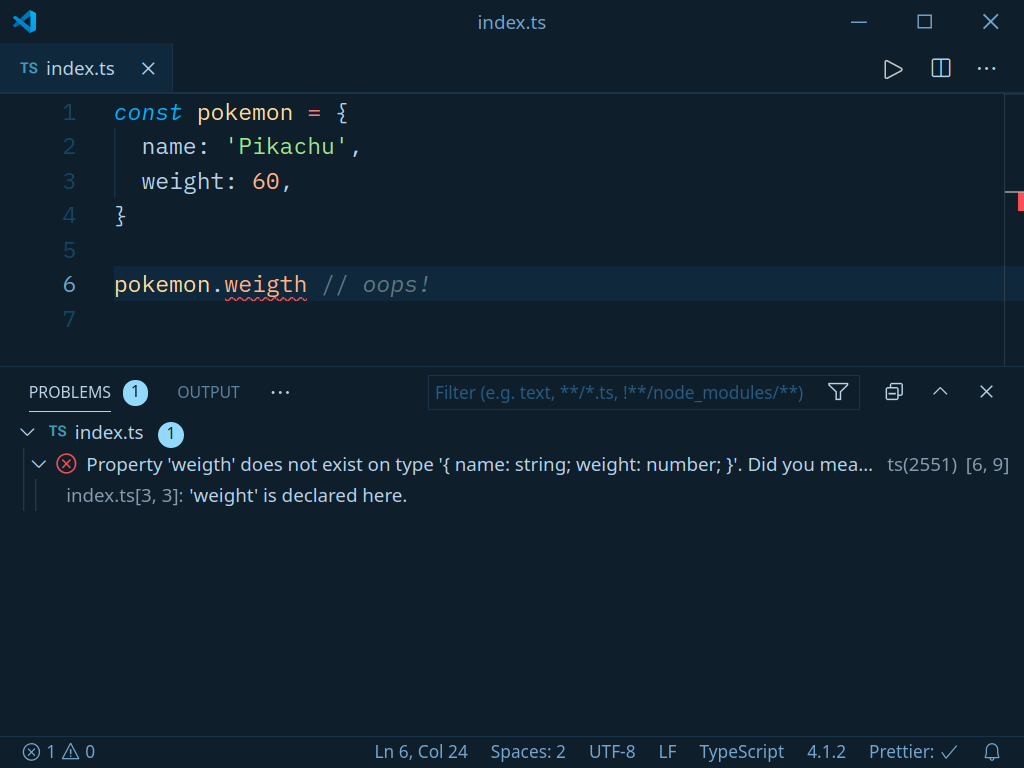 index.ts
TS index.ts
1 const pokemon = {
2 name: 'Pikachu',
3 weight: 60,
4 }
5
6 pokemon.weigth // oops!
7
PROBLEMS 1 OUTPUT ... Filter (e.g. text, **/*.ts, !**/node_modules/**)
TS index.ts 1
Property 'weigth' does not exist on type '{ name: string; weight: number; }'. Did you mea... ts(2551) [6, 9]
index.ts[3, 3]: 'weight' is declared here.
1 0 Ln 6, Col 24 Spaces: 2 UTF-8 LF TypeScript 4.1.2 Prettier: ✓